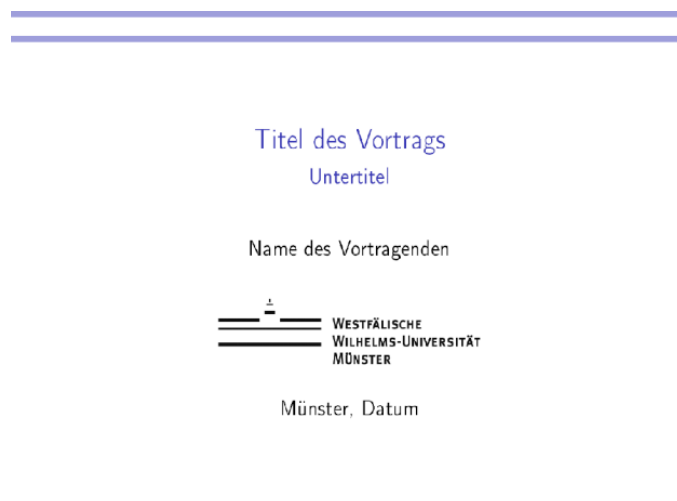 Titel des Vortrags
Untertitel
Name des Vortragenden
Westfälische
Wilhelms-Universität
Münster
Münster, Datum